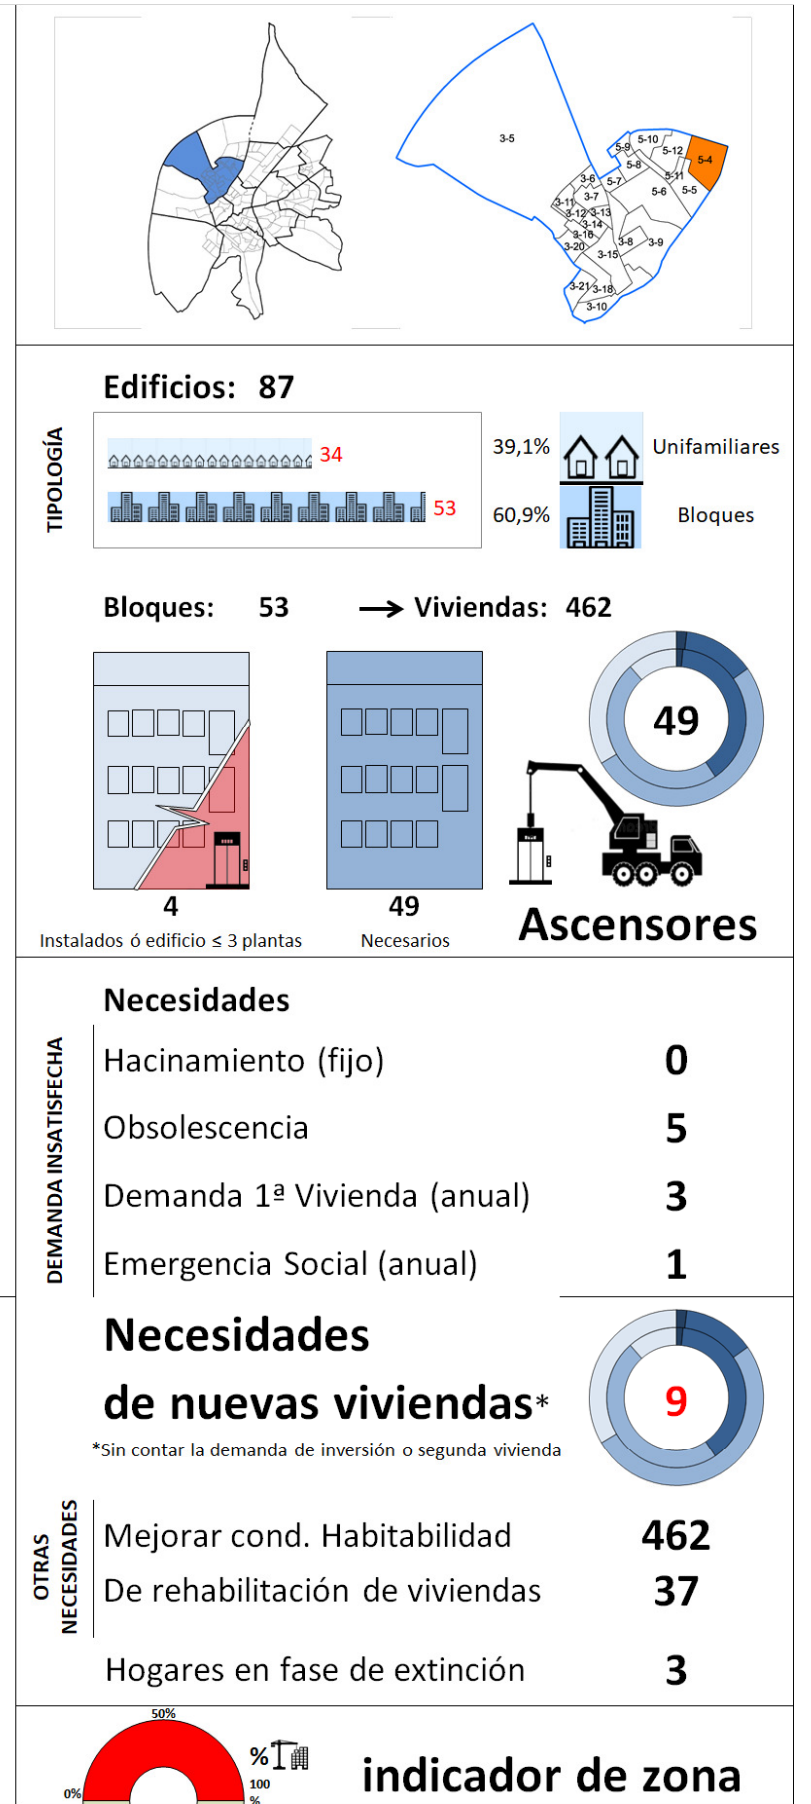 3-5
5-10
5-9
5-12
5-4
5-8
5-11
3-6
5-7
5-6
5-5
3-7
3-11
3-12
3-13
3-14
3-16
3-20
3-8
3-9
3-15
3-21
3-18
3-10
Edificios: 87
TIPOLOGÍA
34
39,1%
Unifamiliares
53
60,9%
Bloques
Bloques: 53
Viviendas: 462
49
4
49
Instalados ó edificio ≤ 3 plantas
Necesarios
Ascensores
DEMANDA INSATISFECHA
Necesidades
Hacinamiento (fijo) 0
Obsolescencia 5
Demanda 1ª Vivienda (anual) 3
Emergencia Social (anual) 1
Necesidades
de nuevas viviendas*
9
*Sin contar la demanda de inversión o segunda vivienda
OTRAS
NECESIDADES
Mejorar cond. Habitabilidad 462
De rehabilitación de viviendas 37
Hogares en fase de extinción 3
50%
%
0%
100
%
indicador de zona